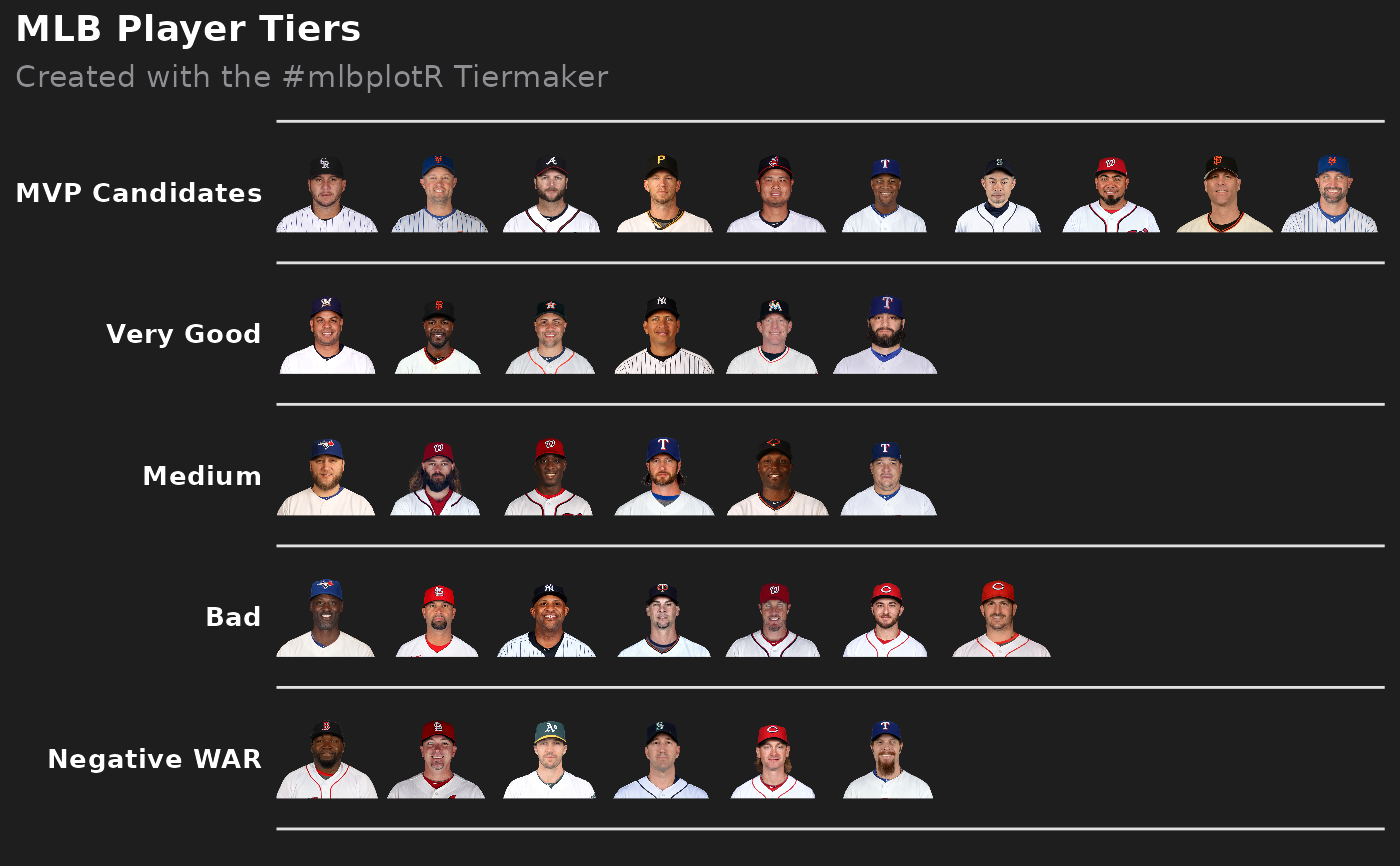 MLB Player Tiers
Created with the #mlbplotR Tiermaker
MVP Candidates
Very Good
Medium
Bad
Negative WAR